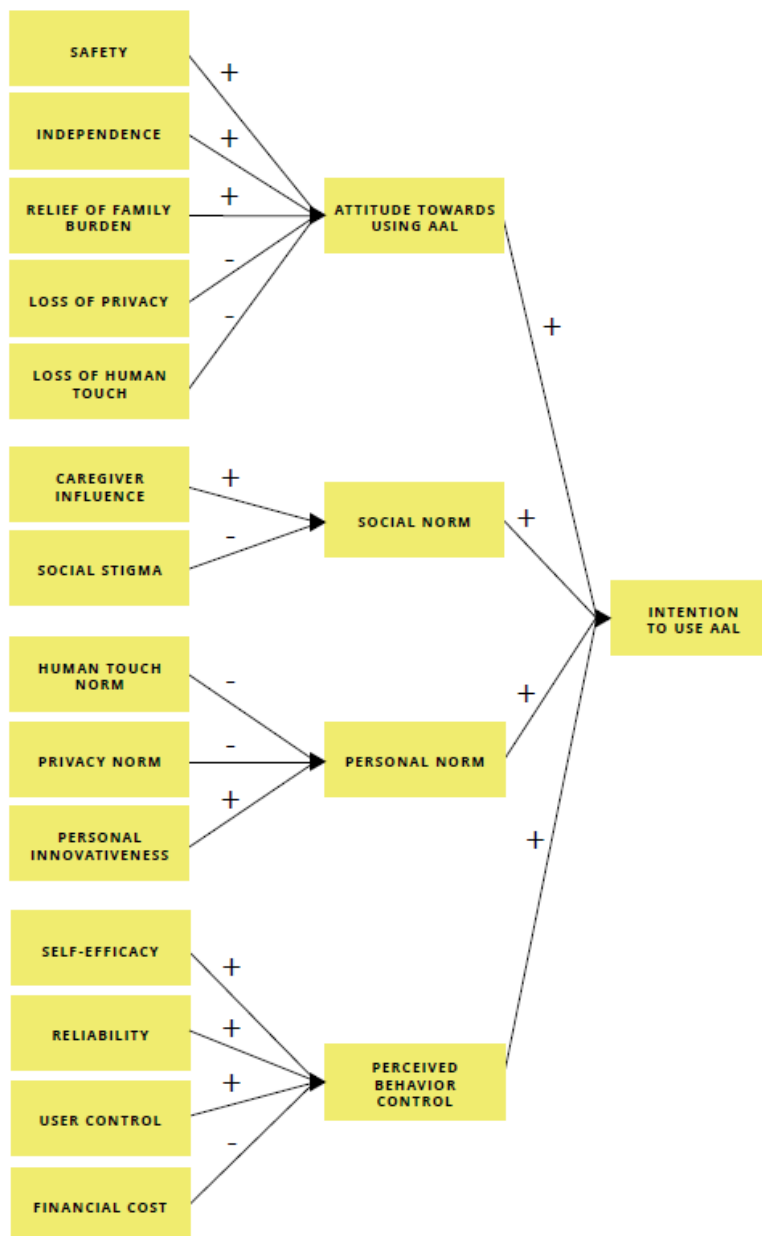 SAFETY
+
INDEPENDENCE
+
RELIEF OF FAMILY
BURDEN
+
ATTITUDE TOWARDS
USING AAL
LOSS OF PRIVACY
-
LOSS OF HUMAN
TOUCH
-
+
CAREGIVER
INFLUENCE
+
SOCIAL NORM
+
SOCIAL STIGMA
-
INTENTION
TO USE AAL
HUMAN TOUCH
NORM
-
PRIVACY NORM
-
PERSONAL NORM
+
PERSONAL
INNOVATIVENESS
+
+
SELF-EFFICACY
+
RELIABILITY
+
PERCEIVED
BEHAVIOR
CONTROL
USER CONTROL
+
FINANCIAL COST
-